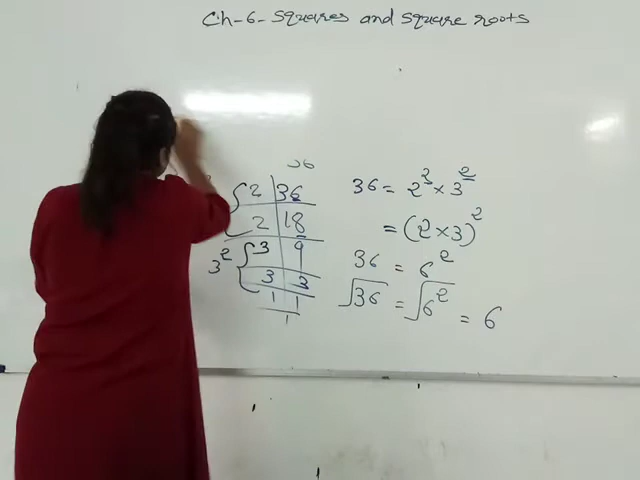 Ch-6-Squares and Square roots
36
2 36
2 18
3² 3 9
3 3
1 1
1
36 = 2² × 3²
= (2 × 3)²
36 = 6²
√36 = √6² = 6